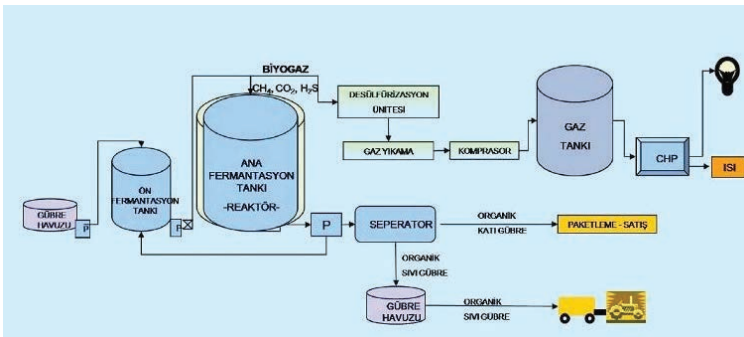 BİYOGAZ
CH4, CO2, H2S
DESÜLFÜRİZASYON
ÜNİTESİ
GAZ YIKAMA
KOMPRASOR
GAZ
TANKI
CHP
ISI
ANA
FERMANTASYON
TANKI
-REAKTÖR-
ÖN
FERMANTASYON
TANKI
GÜBRE
HAVUZU
P
P
P
SEPERATOR
ORGANİK
KATI GÜBRE
PAKETLEME - SATIŞ
ORGANİK
SIVI GÜBRE
GÜBRE
HAVUZU
ORGANİK
SIVI GÜBRE